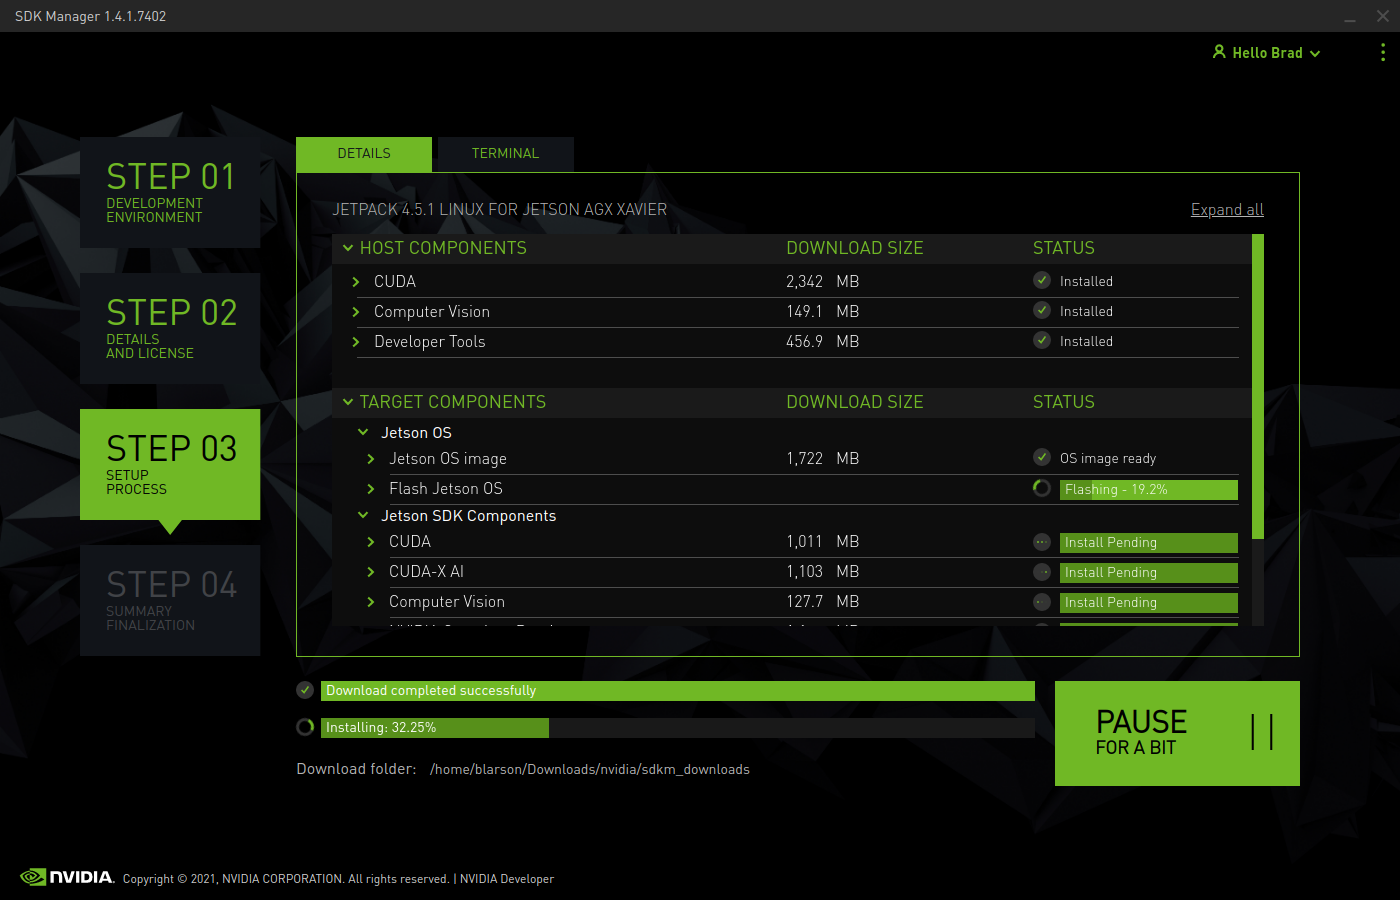 SDK Manager 1.4.1.7402
Hello Brad
STEP 01
DEVELOPMENT
ENVIRONMENT
STEP 02
DETAILS
AND LICENSE
STEP 03
SETUP
PROCESS
STEP 04
SUMMARY
FINALIZATION
DETAILS TERMINAL
JETPACK 4.5.1 LINUX FOR JETSON AGX XAVIER Expand all
HOST COMPONENTS DOWNLOAD SIZE STATUS
CUDA 2,342 MB Installed
Computer Vision 149.1 MB Installed
Developer Tools 456.9 MB Installed
TARGET COMPONENTS DOWNLOAD SIZE STATUS
Jetson OS
Jetson OS image 1,722 MB OS image ready
Flash Jetson OS Flashing - 19.2%
Jetson SDK Components
CUDA 1,011 MB Install Pending
CUDA-X AI 1,103 MB Install Pending
Computer Vision 127.7 MB Install Pending
Download completed successfully
Installing: 32.25%
Download folder: /home/blarson/Downloads/nvidia/sdkm_downloads
PAUSE
FOR A BIT
NVIDIA. Copyright © 2021, NVIDIA CORPORATION. All rights reserved. | NVIDIA Developer